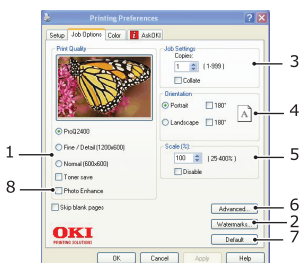 Printing Preferences
Setup Job Options Color AskOKI
Print Quality
ProQ2400
Fine / Detail (1200x600)
Normal (600x600)
Toner save
Photo Enhance
Skip blank pages
OKI
PRINTING SOLUTIONS
Job Settings
Copies:
1 (1-999)
Collate
Orientation
Portrait 180°
Landscape 180°
A
Scale (%):
100 (25-400%)
Disable
Advanced...
Watermarks...
Default
OK Cancel Apply Help
1
8
3
4
5
6
2
7